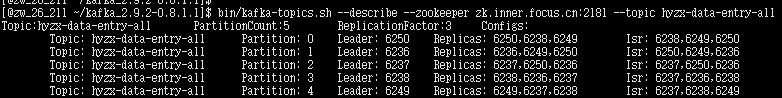 [@zw_26_211 ~/kafka_2.9.2-0.8.1.1]$ bin/kafka-topics.sh --describe --zookeeper zk.inner.focus.cn:2181 --topic hyzx-data-entry-all
Topic:hyzx-data-entry-all PartitionCount:5 ReplicationFactor:3 Configs:
Topic: hyzx-data-entry-all Partition: 0 Leader: 6250 Replicas: 6250,6238,6249 Isr: 6238,6249,6250
Topic: hyzx-data-entry-all Partition: 1 Leader: 6236 Replicas: 6236,6249,6250 Isr: 6236,6249,6250
Topic: hyzx-data-entry-all Partition: 2 Leader: 6237 Replicas: 6237,6250,6236 Isr: 6236,6237,6250
Topic: hyzx-data-entry-all Partition: 3 Leader: 6238 Replicas: 6238,6236,6237 Isr: 6238,6236,6237
Topic: hyzx-data-entry-all Partition: 4 Leader: 6249 Replicas: 6249,6237,6238 Isr: 6238,6249,6237